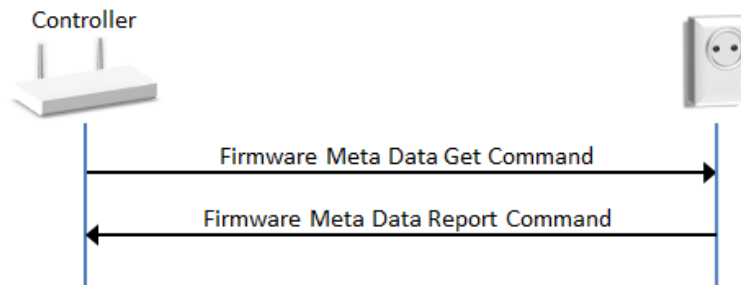 Controller
Firmware Meta Data Get Command
Firmware Meta Data Report Command